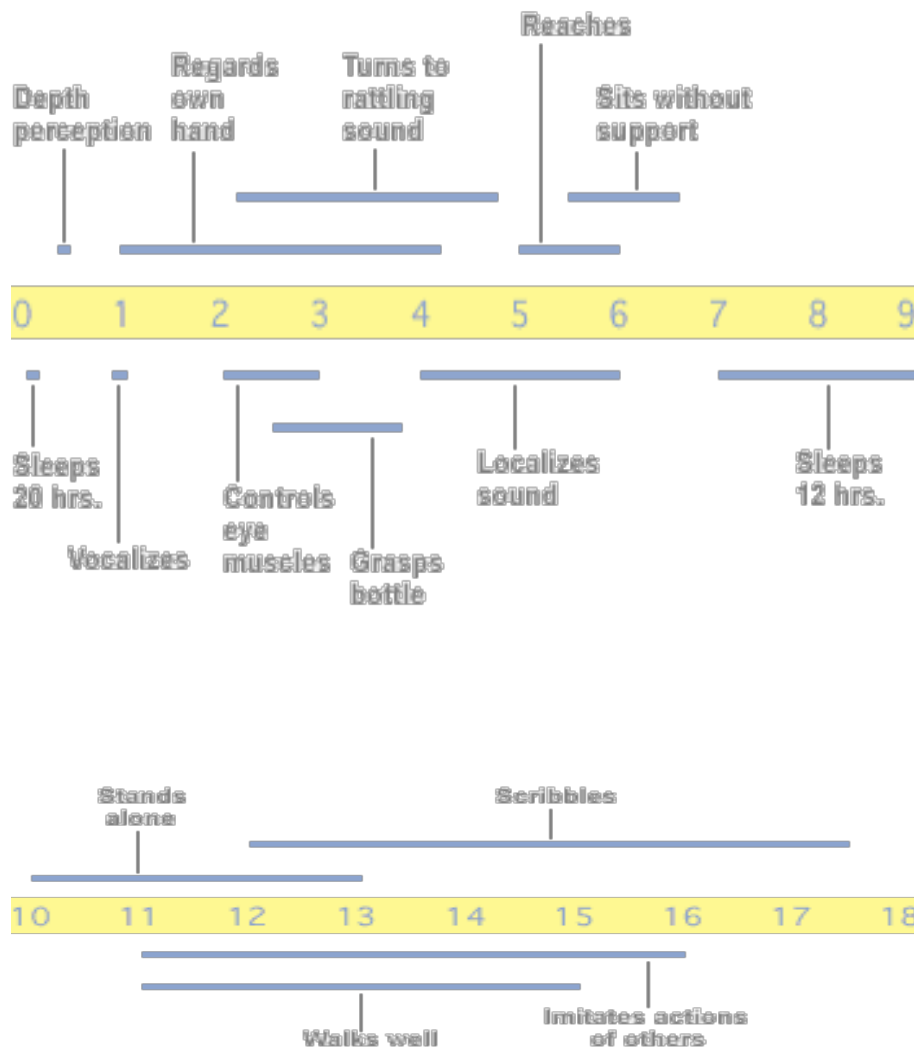 Reaches
Depth
perception
Regards
own
hand
Turns to
rattling
sound
Sits without
support
0 1 2 3 4 5 6 7 8 9
Sleeps
20 hrs.
Vocalizes
Controls
eye
muscles
Grasps
bottle
Localizes
sound
Sleeps
12 hrs.
Stands
alone
Scribbles
10 11 12 13 14 15 16 17 18
Walks well
Imitates actions
of others